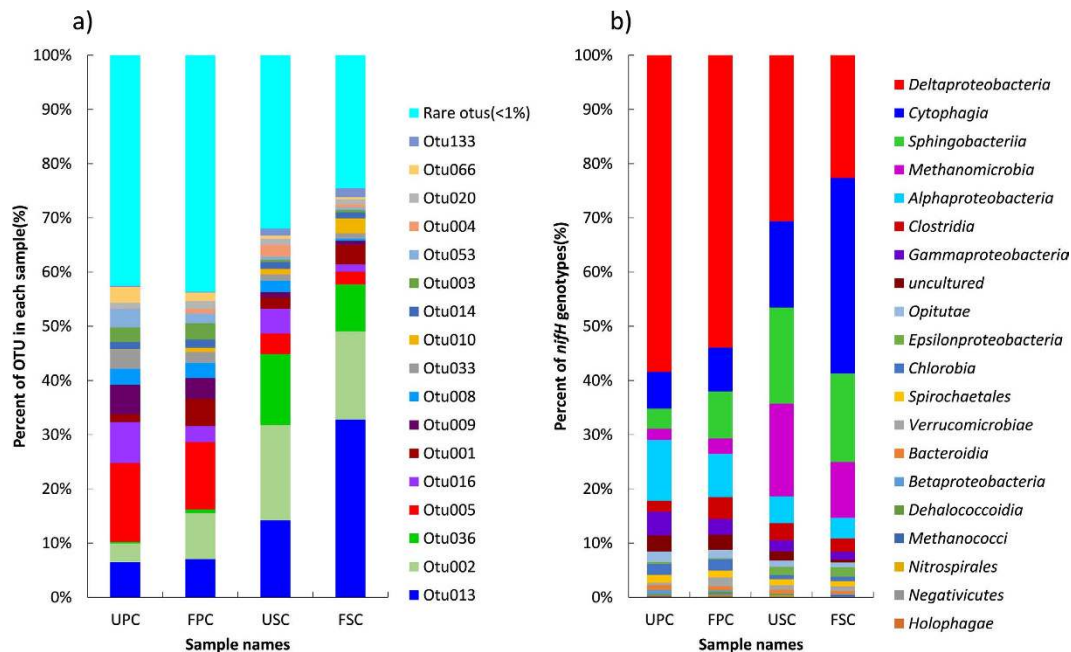 a)
Percent of OTU in each sample(%)
100%
90%
80%
70%
60%
50%
40%
30%
20%
10%
0%
UPC FPC USC FSC
Sample names
Rare otus(<1%)
Otu133
Otu066
Otu020
Otu004
Otu053
Otu003
Otu014
Otu010
Otu033
Otu008
Otu009
Otu001
Otu016
Otu005
Otu036
Otu002
Otu013
b)
Percent of nifH genotypes(%)
100%
90%
80%
70%
60%
50%
40%
30%
20%
10%
0%
UPC FPC USC FSC
Sample names
Deltaproteobacteria
Cytophagia
Sphingobacteriia
Methanomicrobia
Alphaproteobacteria
Clostridia
Gammaproteobacteria
uncultured
Opitutae
Epsilonproteobacteria
Chlorobia
Spirochaetales
Verrucomicrobiae
Bacteroidia
Betaproteobacteria
Dehalococcoidia
Methanococci
Nitrospirales
Negativicutes
Holophagae